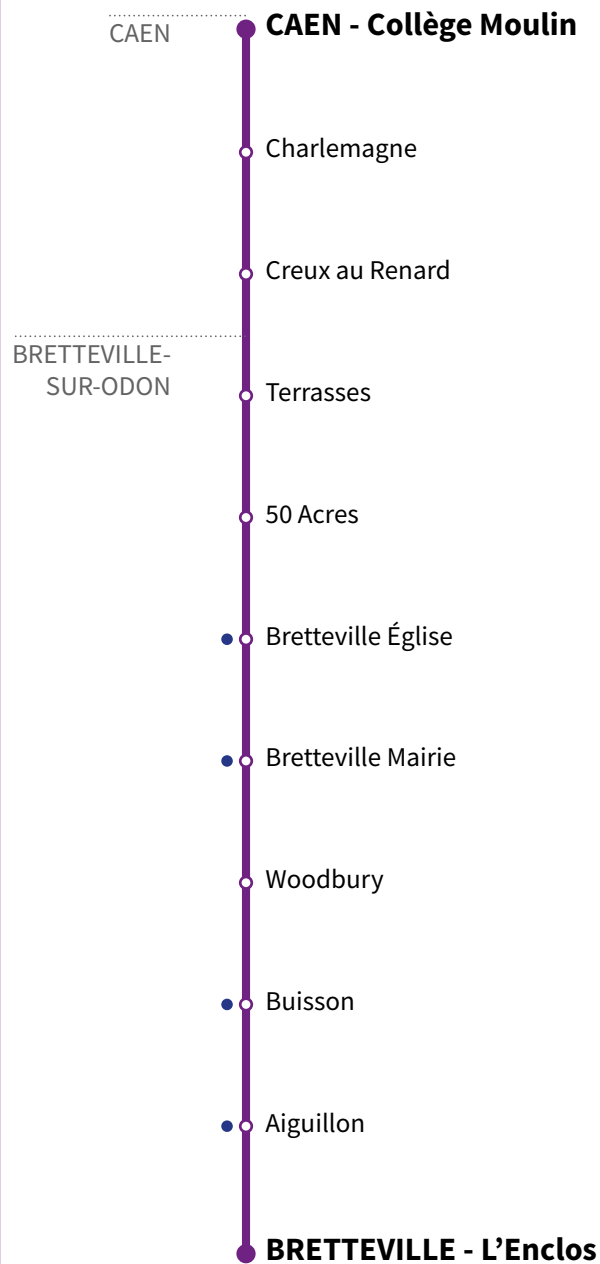 CAEN
CAEN - Collège Moulin
Charlemagne
Creux au Renard
BRETTEVILLE-
SUR-ODON
Terrasses
50 Acres
Bretteville Église
Bretteville Mairie
Woodbury
Buisson
Aiguillon
BRETTEVILLE - L’Enclos